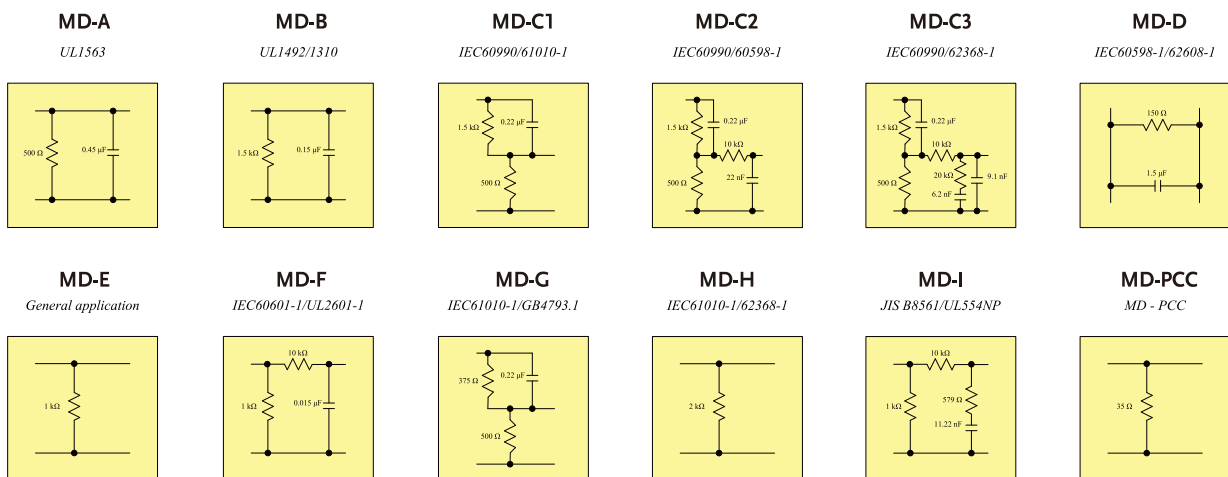 MD-A
UL1563
500 Ω
0.45 μF
MD-B
UL1492/1310
1.5 kΩ
0.15 μF
MD-C1
IEC60990/61010-1
1.5 kΩ
0.22 μF
500 Ω
MD-C2
IEC60990/60598-1
1.5 kΩ
0.22 μF
10 kΩ
500 Ω
22 nF
MD-C3
IEC60990/62368-1
1.5 kΩ
0.22 μF
10 kΩ
20 kΩ
9.1 nF
500 Ω
6.2 nF
MD-D
IEC60598-1/62608-1
150 Ω
1.5 μF
MD-E
General application
1 kΩ
MD-F
IEC60601-1/UL2601-1
10 kΩ
1 kΩ
0.015 μF
MD-G
IEC61010-1/GB4793.1
375 Ω
0.22 μF
500 Ω
MD-H
IEC61010-1/62368-1
2 kΩ
MD-I
JIS B8561/UL554NP
10 kΩ
1 kΩ
579 Ω
11.22 nF
MD-PCC
MD - PCC
35 Ω